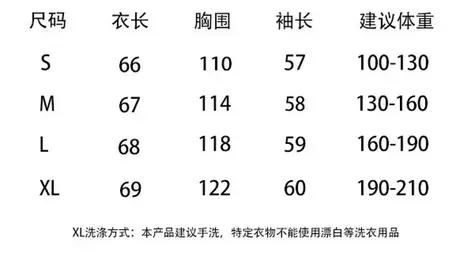 尺码 衣长 胸围 袖长 建议体重
S 66 110 57 100-130
M 67 114 58 130-160
L 68 118 59 160-190
XL 69 122 60 190-210
XL洗涤方式：本产品建议手洗，特定衣物不能使用漂白等洗衣用品